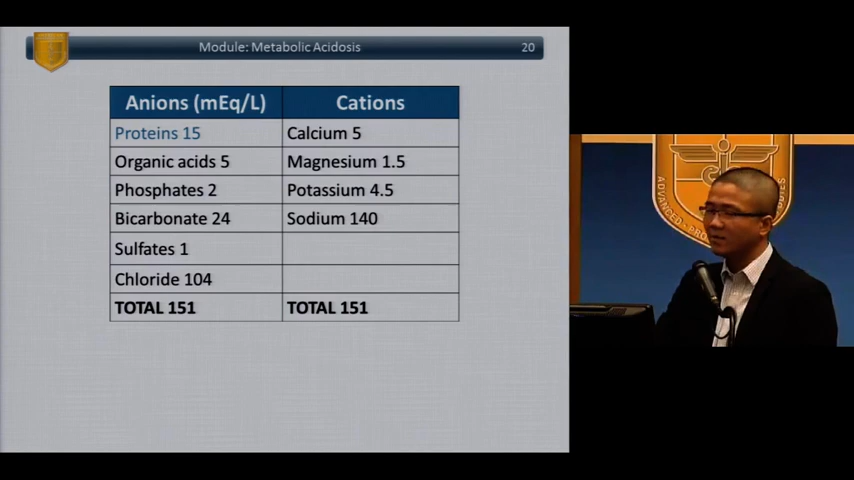 Module: Metabolic Acidosis
20
Anions (mEq/L) Cations
Proteins 15 Calcium 5
Organic acids 5 Magnesium 1.5
Phosphates 2 Potassium 4.5
Bicarbonate 24 Sodium 140
Sulfates 1
Chloride 104
TOTAL 151 TOTAL 151